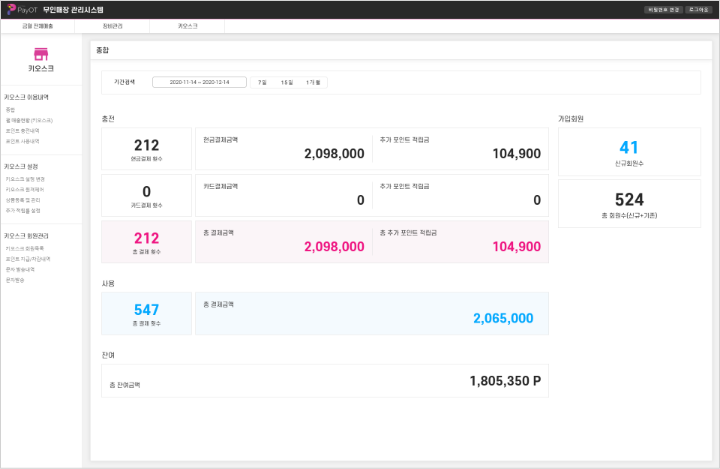 PayOT 무인매장 관리시스템
비밀번호 변경 로그아웃
금일 전체매출 장비관리 키오스크
키오스크
키오스크 이용내역
종합
월 매출현황 (키오스크)
포인트 충전내역
포인트 사용내역
키오스크 설정
키오스크 설정 변경
키오스크 원격제어
상품등록 및 관리
추가 적립율 설정
키오스크 회원관리
키오스크 회원목록
포인트 지급/차감내역
문자 발송내역
문자발송
종합
기간검색 2020-11-14 ~ 2020-12-14 7일 15일 1개월
충전
212
현금결제 횟수
현금결제금액
2,098,000
추가 포인트 적립금
104,900
0
카드결제 횟수
카드결제금액
0
추가 포인트 적립금
0
212
총 결제 횟수
총 결제금액
2,098,000
총 추가 포인트 적립금
104,900
가입회원
41
신규회원수
524
총 회원수(신규+기존)
사용
547
총 결제 횟수
총 결제금액
2,065,000
잔여
총 잔여금액
1,805,350 P